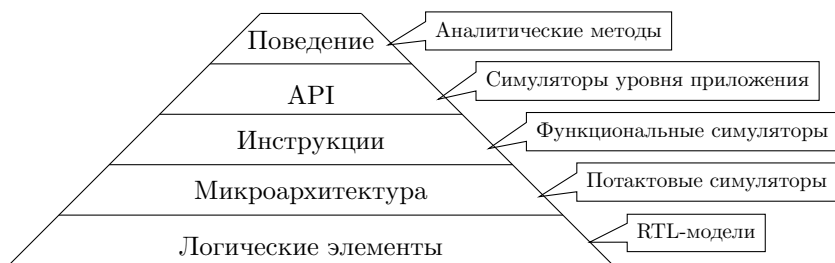 Поведение
Аналитические методы
API
Симуляторы уровня приложения
Инструкции
Функциональные симуляторы
Микроархитектура
Потактовые симуляторы
Логические элементы
RTL-модели